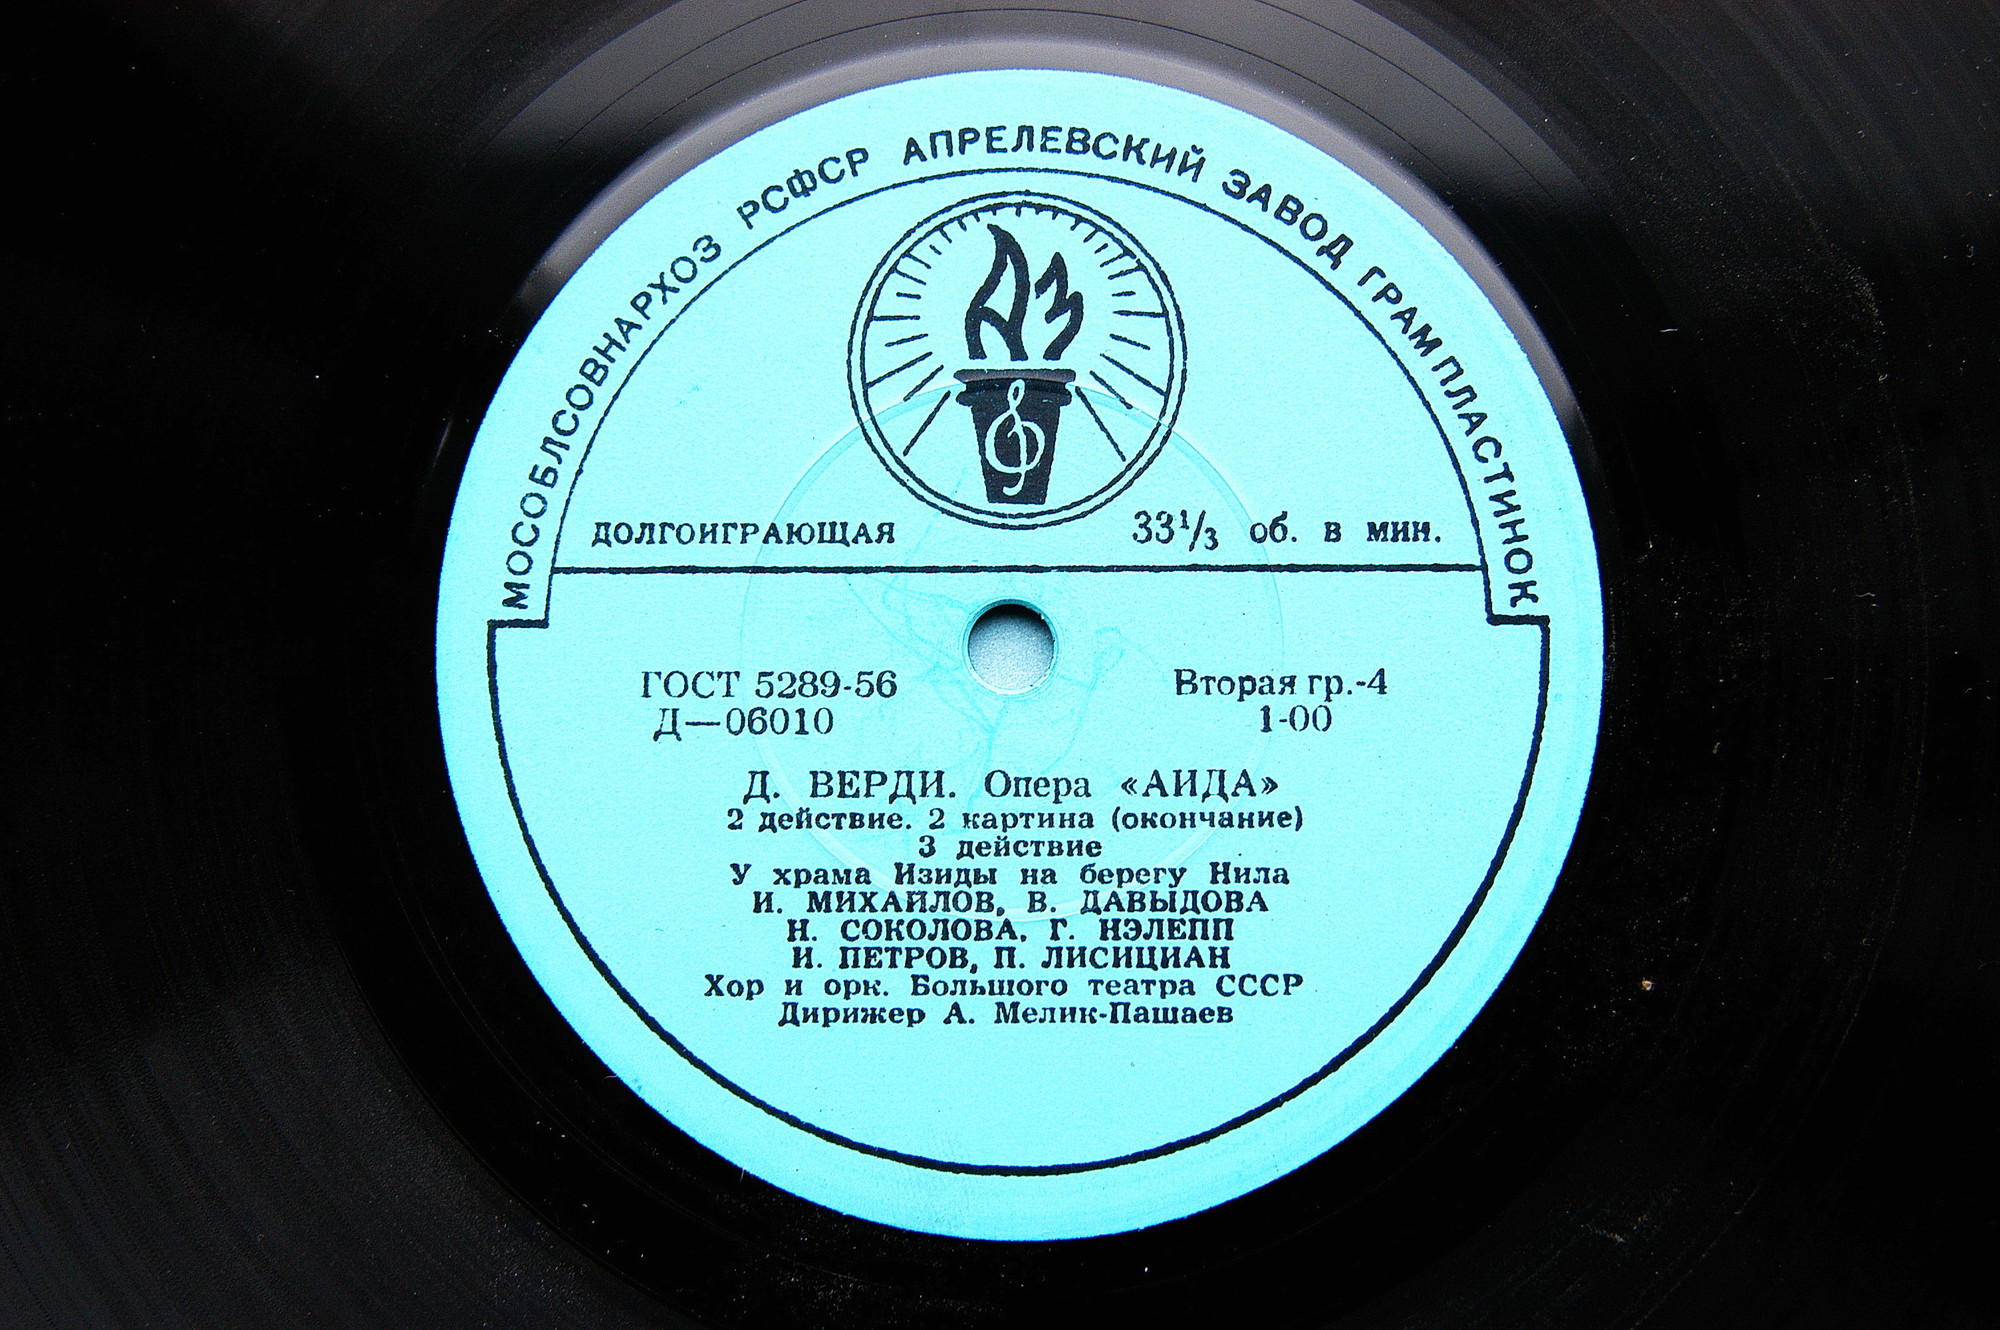 МОСОБЛСОВНАРХОЗ РСФСР АПРЕЛЕВСКИЙ ЗАВОД ГРАМПЛАСТИНОК
АЗ
ДОЛГОИГРАЮЩАЯ 33⅓ об. в мин.
ГОСТ 5289-56 Вторая гр.-4
Д—06010 1-00
Д. ВЕРДИ. Опера «АИДА»
2 действие. 2 картина (окончание)
3 действие
У храма Изиды на берегу Нила
И. МИХАЙЛОВ, В. ДАВЫДОВА
Н. СОКОЛОВА, Г. НЭЛЕПП
И. ПЕТРОВ, П. ЛИСИЦИАН
Хор и орк. Большого театра СССР
Дирижер А. Мелик-Пашаев